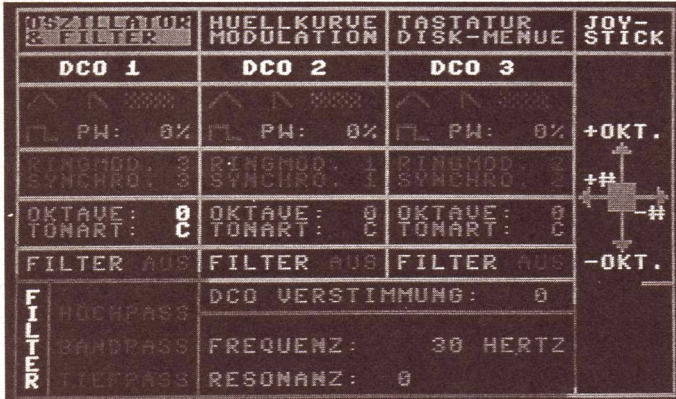 OSZILLATOR & FILTER
HUELLKURVE MODULATION
TASTATUR DISK-MENUE
JOY-STICK
DCO 1
DCO 2
DCO 3
PW: 0%
PW: 0%
PW: 0%
+OKT.
RINGMOD. 3
SYNCHRO. 3
RINGMOD. 1
SYNCHRO. 1
RINGMOD. 2
SYNCHRO. 2
+#
-#
OKTAVE: 0
TONART: C
OKTAVE: 0
TONART: C
OKTAVE: 0
TONART: C
FILTER AUS
FILTER AUS
FILTER AUS
-OKT.
FILTER
HOCHPASS
BANDPASS
TIEFPASS
DCO VERSTIMMUNG: 0
FREQUENZ: 30 HERTZ
RESONANZ: 0